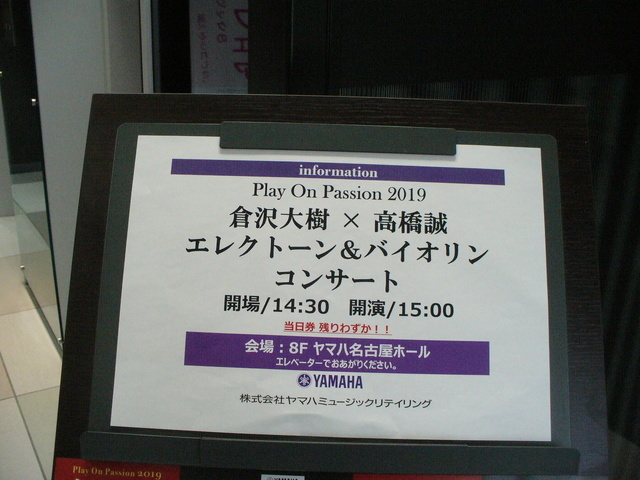 information
Play On Passion 2019
倉沢大樹 × 高橋誠
エレクトーン＆バイオリン
コンサート
開場/14:30　開演/15:00
当日券 残りわずか！！
会場：8F ヤマハ名古屋ホール
エレベーターでおあがりください。
YAMAHA
株式会社ヤマハミュージックリテイリング
Play On Passion 2019
YAMAHA